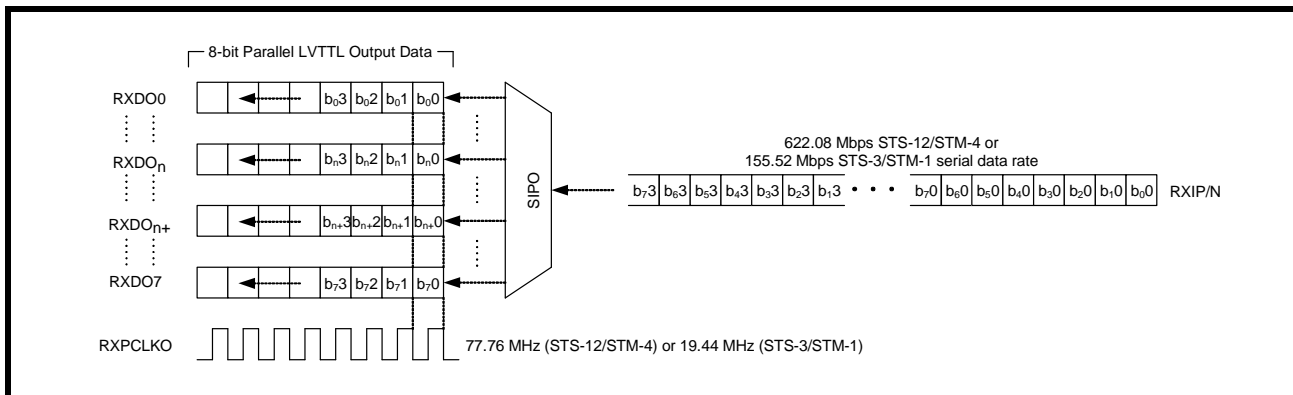 8-bit Parallel LVTTL Output Data
RXDO0
b₀3 b₀2 b₀1 b₀0
RXDOn
bₙ3 bₙ2 bₙ1 bₙ0
RXDOn+
bₙ₊3 bₙ₊2 bₙ₊1 bₙ₊0
RXDO7
b₇3 b₇2 b₇1 b₇0
RXPCLKO
77.76 MHz (STS-12/STM-4) or 19.44 MHz (STS-3/STM-1)
SIPO
622.08 Mbps STS-12/STM-4 or
155.52 Mbps STS-3/STM-1 serial data rate
b₇3 b₆3 b₅3 b₄3 b₃3 b₂3 b₁3 • • • b₇0 b₆0 b₅0 b₄0 b₃0 b₂0 b₁0 b₀0
RXIP/N